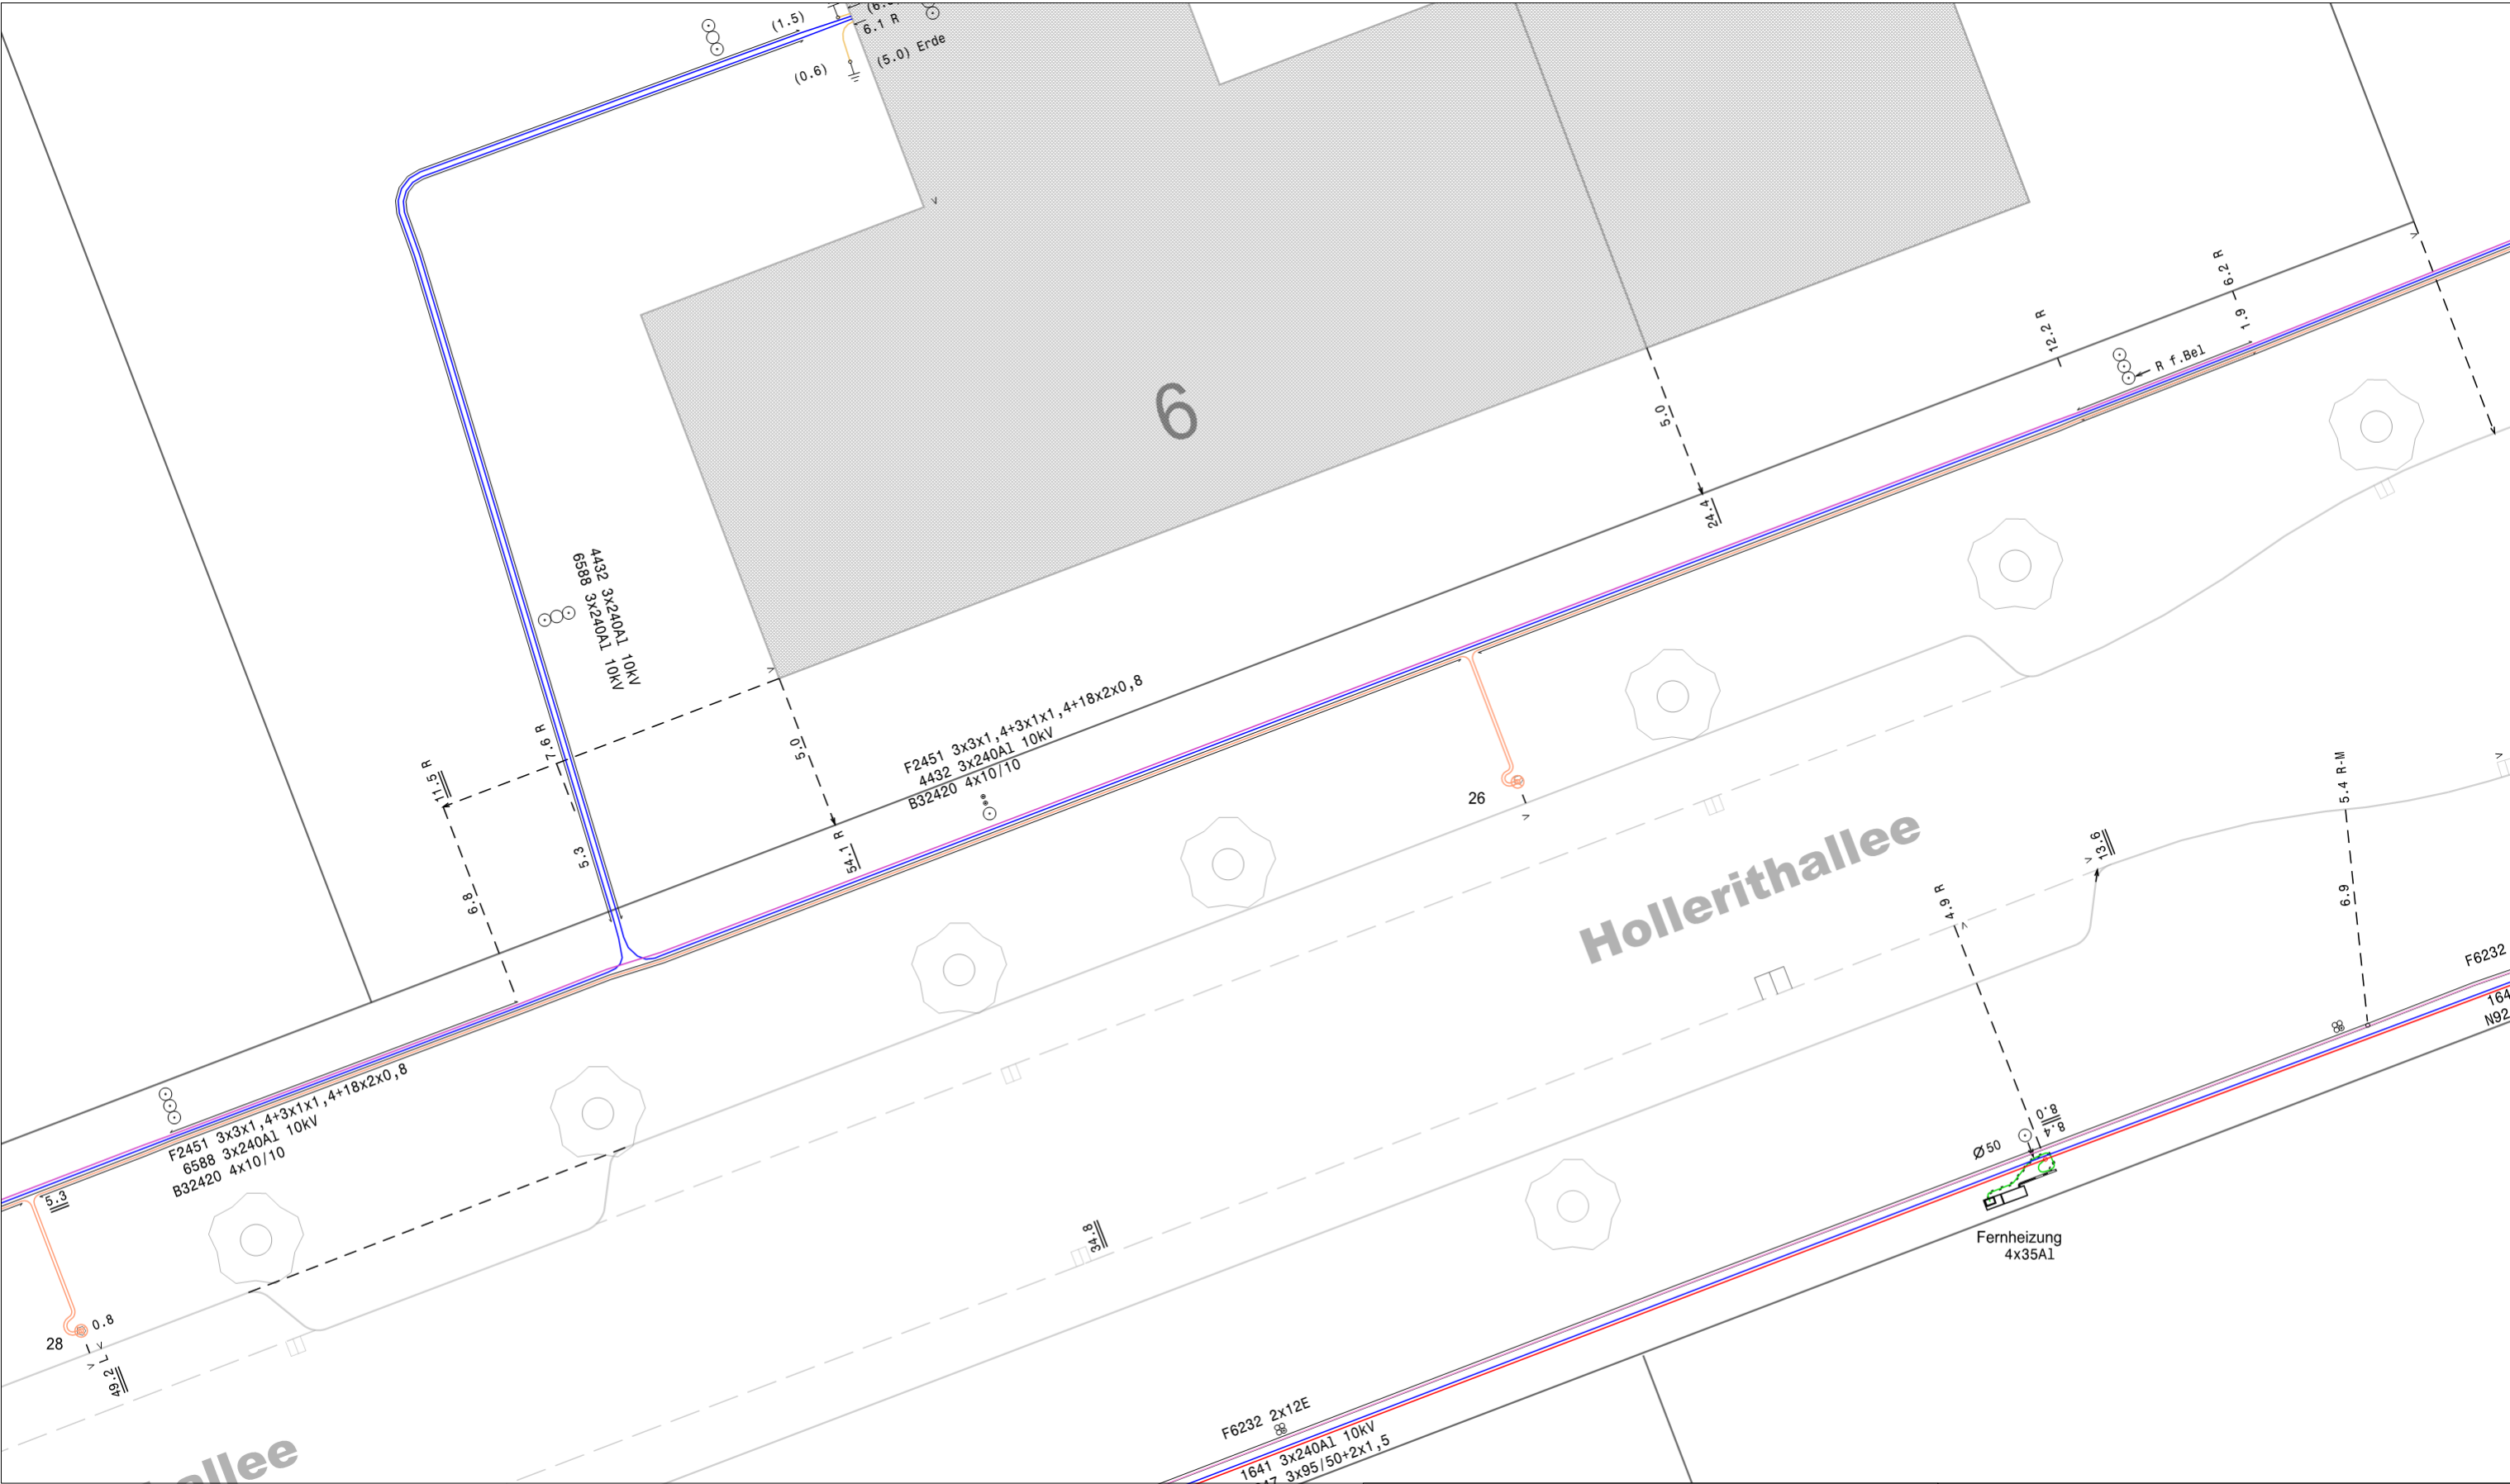 (1.5)
6.1 R
(5.0) Erde
(0.6)
6.2 R
1.9
12.2 R
R f.Bel
6
5.0
24.4
4432 3x240Al 10kV
6588 3x240Al 10kV
7.6 R
11.5 R
5.0
5.3
6.8
54.1 R
F2451 3x3x1,4+3x1x1,4+18x2x0,8
4432 3x240Al 10kV
B32420 4x10/10
26
Hollerithallee
5.4 R-M
6.9
13.6
4.9 R
F6232
164
N92
F2451 3x3x1,4+3x1x1,4+18x2x0,8
6588 3x240Al 10kV
B32420 4x10/10
5.3
8.0
8.4
Ø50
Fernheizung
4x35Al
34.8
0.8
28
49.2 L
F6232 2x12E
1641 3x240Al 10kV
47 3x95/50+2x1,5
allee